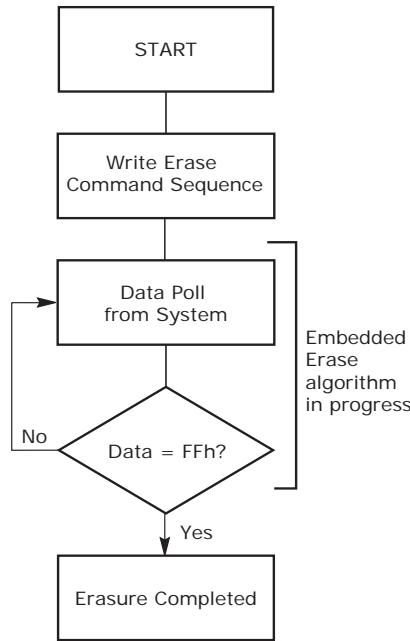 START
Write Erase
Command Sequence
Data Poll
from System
Embedded
Erase
algorithm
in progress
No
Data = FFh?
Yes
Erasure Completed